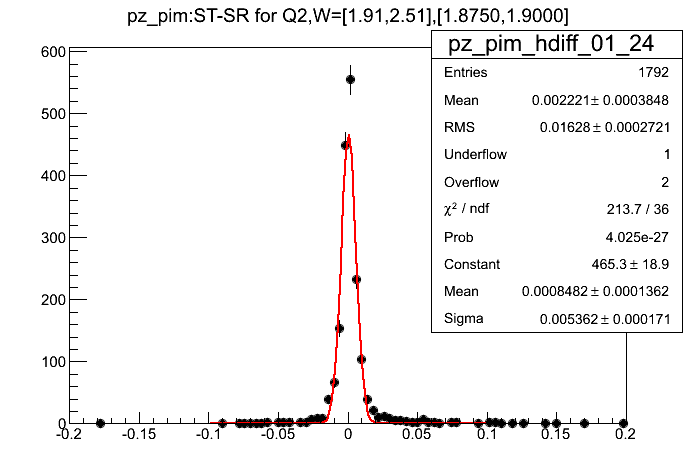 pz_pim:ST-SR for Q2,W=[1.91,2.51],[1.8750,1.9000]
pz_pim_hdiff_01_24
Entries 1792
Mean 0.002221± 0.0003848
RMS 0.01628± 0.0002721
Underflow 1
Overflow 2
χ² / ndf 213.7 / 36
Prob 4.025e-27
Constant 465.3 ± 18.9
Mean 0.0008482± 0.0001362
Sigma 0.005362± 0.000171
600
500
400
300
200
100
0
-0.2 -0.15 -0.1 -0.05 0 0.05 0.1 0.15 0.2